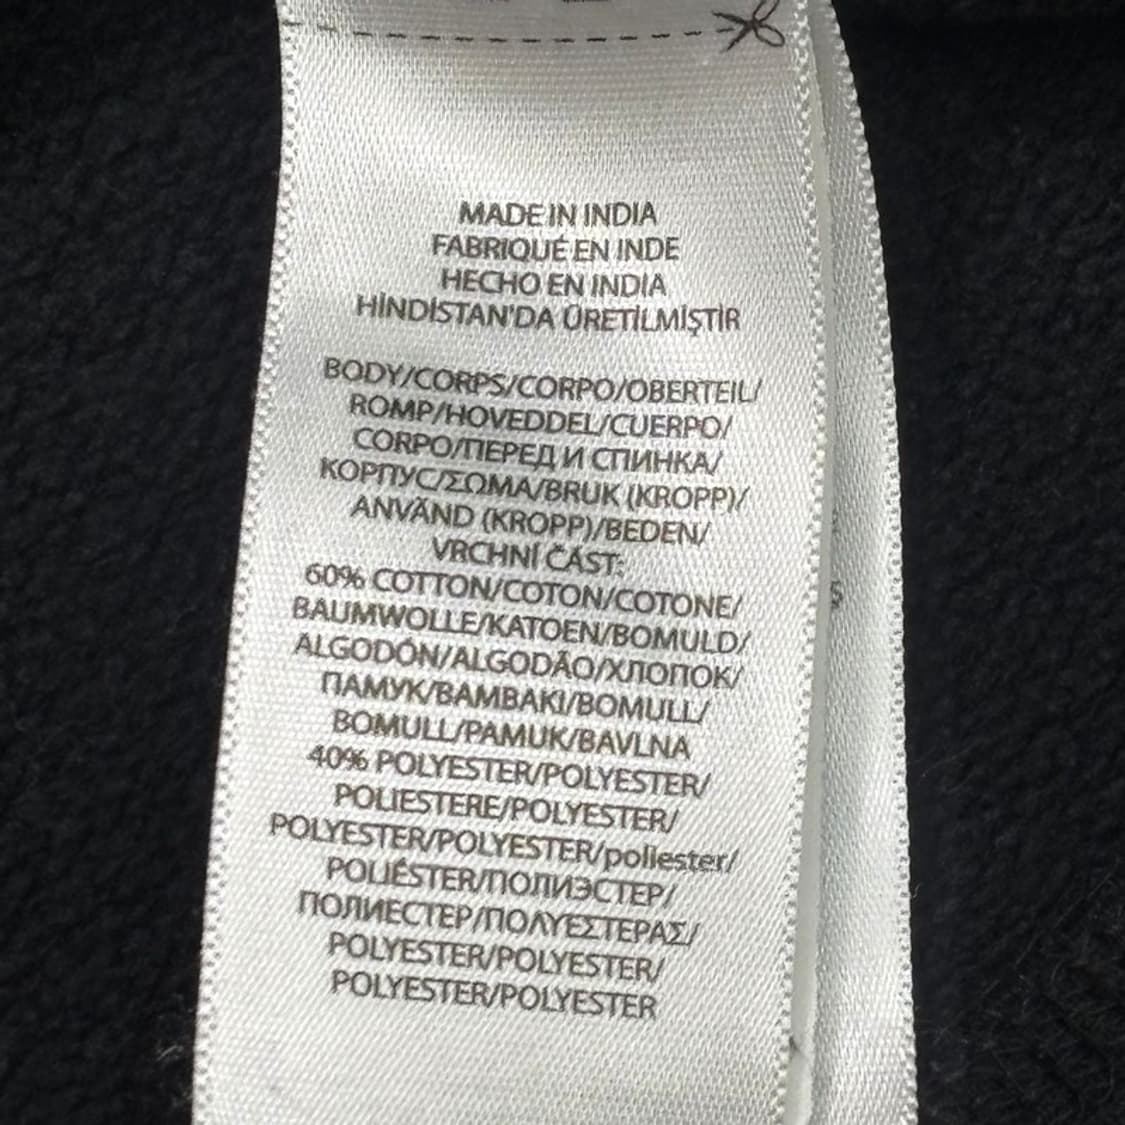 MADE IN INDIA
FABRIQUÉ EN INDE
HECHO EN INDIA
HİNDİSTAN'DA ÜRETİLMİŞTİR
BODY/CORPS/CORPO/OBERTEIL/
ROMP/HOVEDDEL/CUERPO/
CORPO/ПЕРЕД И СПИНКА/
КОРПУС/ΣΩΜΑ/BRUK (KROPP)/
ANVÄND (KROPP)/BEDEN/
VRCHNÍ ČÁST:
60% COTTON/COTON/COTONE/
BAUMWOLLE/KATOEN/BOMULD/
ALGODÓN/ALGODÃO/ХЛОПОК/
ПАМУК/ΒΑΜΒΑΚΙ/BOMULL/
BOMULL/PAMUK/BAVLNA
40% POLYESTER/POLYESTER/
POLIESTERE/POLYESTER/
POLYESTER/POLYESTER/poliester/
POLIÉSTER/ПОЛИЭСТЕР/
ПОЛИЕСТЕР/ΠΟΛΥΕΣΤΕΡΑΣ/
POLYESTER/POLYESTER/
POLYESTER/POLYESTER